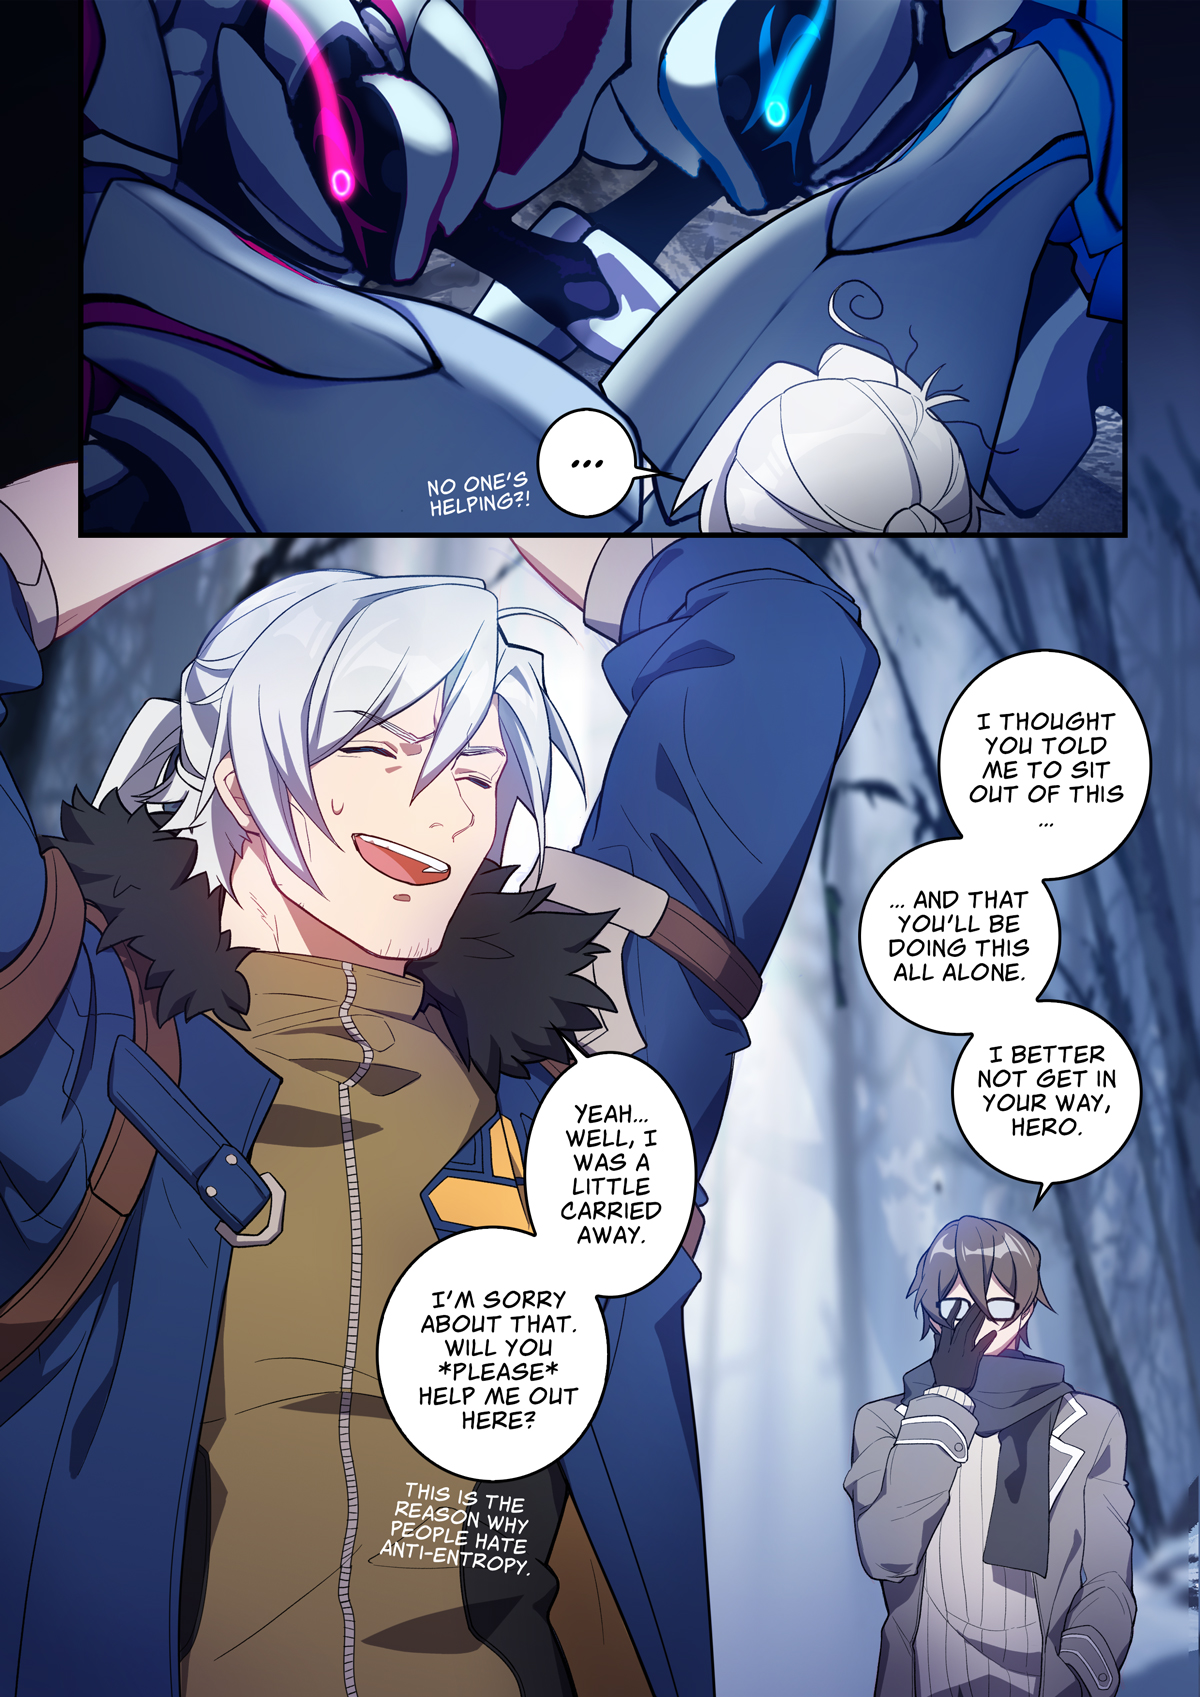 ...
NO ONE'S
HELPING?!
I THOUGHT
YOU TOLD
ME TO SIT
OUT OF THIS
...
... AND THAT
YOU'LL BE
DOING THIS
ALL ALONE.
I BETTER
NOT GET IN
YOUR WAY,
HERO.
YEAH...
WELL, I
WAS A
LITTLE
CARRIED
AWAY.
I'M SORRY
ABOUT THAT.
WILL YOU
*PLEASE*
HELP ME OUT
HERE?
THIS IS THE
REASON WHY
PEOPLE HATE
ANTI-ENTROPY.